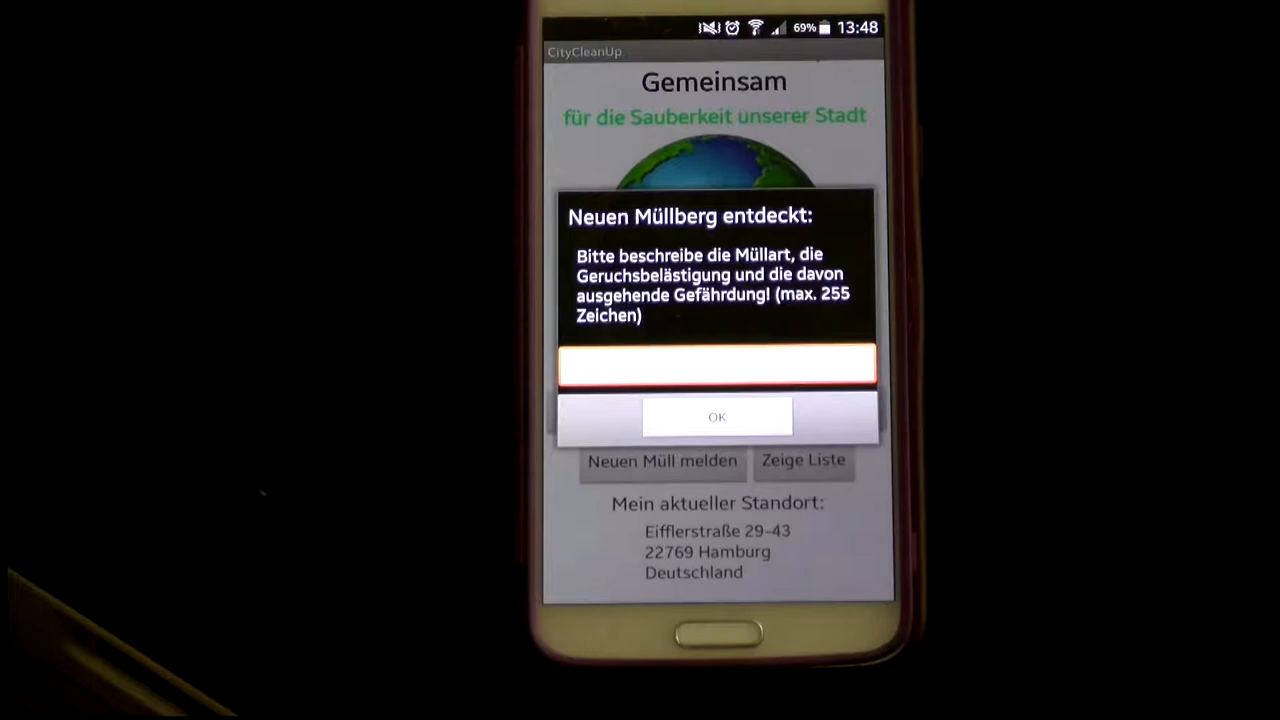 69% 13:48
CityCleanUp
Gemeinsam
für die Sauberkeit unserer Stadt
Neuen Müllberg entdeckt:
Bitte beschreibe die Müllart, die
Geruchsbelästigung und die davon
ausgehende Gefährdung! (max. 255
Zeichen)
OK
Neuen Müll melden Zeige Liste
Mein aktueller Standort:
Eifflerstraße 29-43
22769 Hamburg
Deutschland